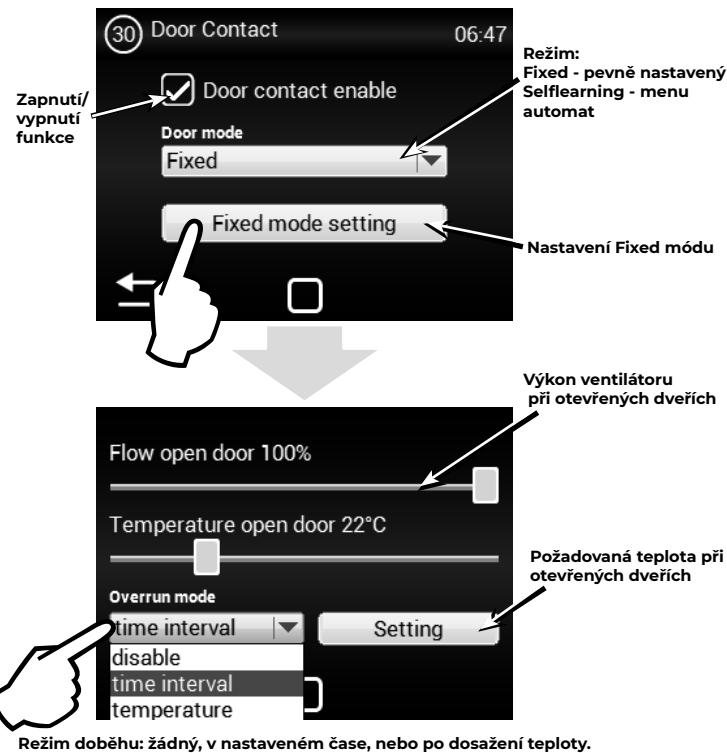 30 Door Contact 06:47
Door contact enable
Door mode
Fixed
Fixed mode setting
Zapnutí/
vypnutí
funkce
Režim:
Fixed - pevně nastavený
Selflearning - menu
automat
Nastavení Fixed módu
Výkon ventilátoru
při otevřených dveřích
Flow open door 100%
Temperature open door 22°C
Požadovaná teplota při
otevřených dveřích
Overrun mode
time interval Setting
disable
time interval
temperature
Režim doběhu: žádný, v nastaveném čase, nebo po dosažení teploty.